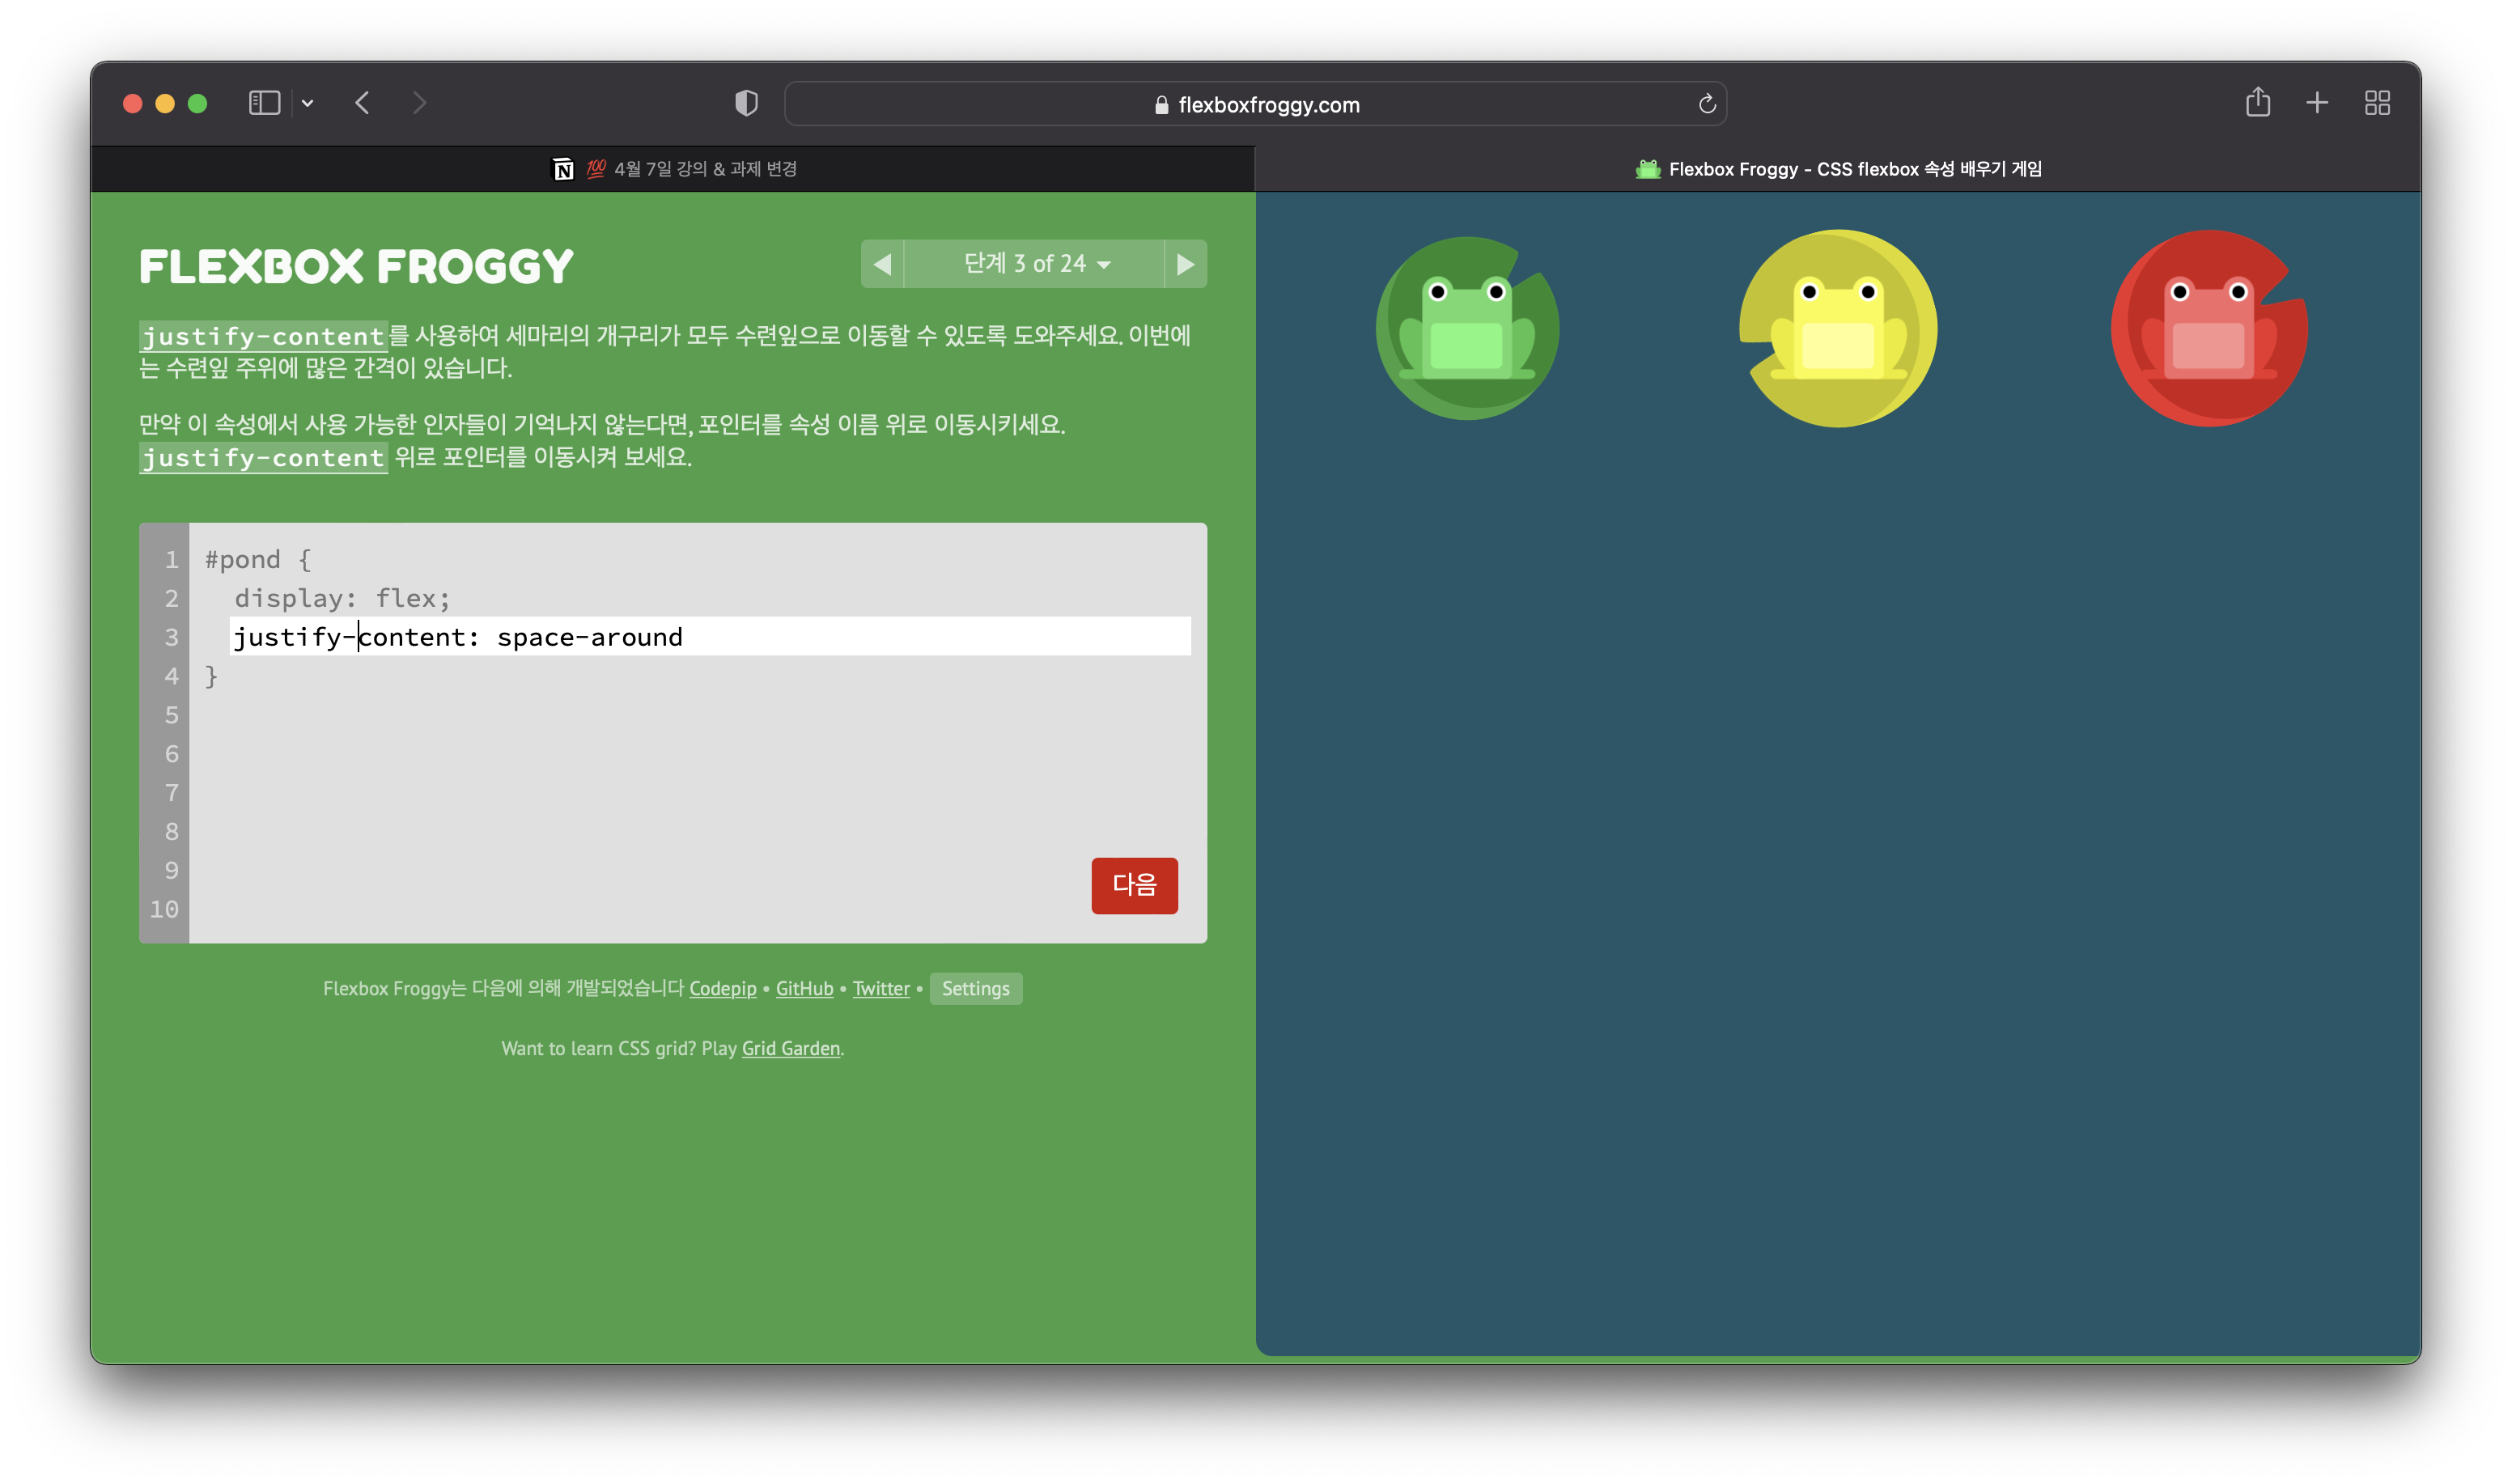 flexboxfroggy.com
N 💯 4월 7일 강의 & 과제 변경
Flexbox Froggy - CSS flexbox 속성 배우기 게임
FLEXBOX FROGGY
단계 3 of 24
justify-content를 사용하여 세마리의 개구리가 모두 수련잎으로 이동할 수 있도록 도와주세요. 이번에
는 수련잎 주위에 많은 간격이 있습니다.
만약 이 속성에서 사용 가능한 인자들이 기억나지 않는다면, 포인터를 속성 이름 위로 이동시키세요.
justify-content 위로 포인터를 이동시켜 보세요.
1 #pond {
2 display: flex;
3 justify-content: space-around
4 }
5
6
7
8
9
10
다음
Flexbox Froggy는 다음에 의해 개발되었습니다 Codepip • GitHub • Twitter • Settings
Want to learn CSS grid? Play Grid Garden.